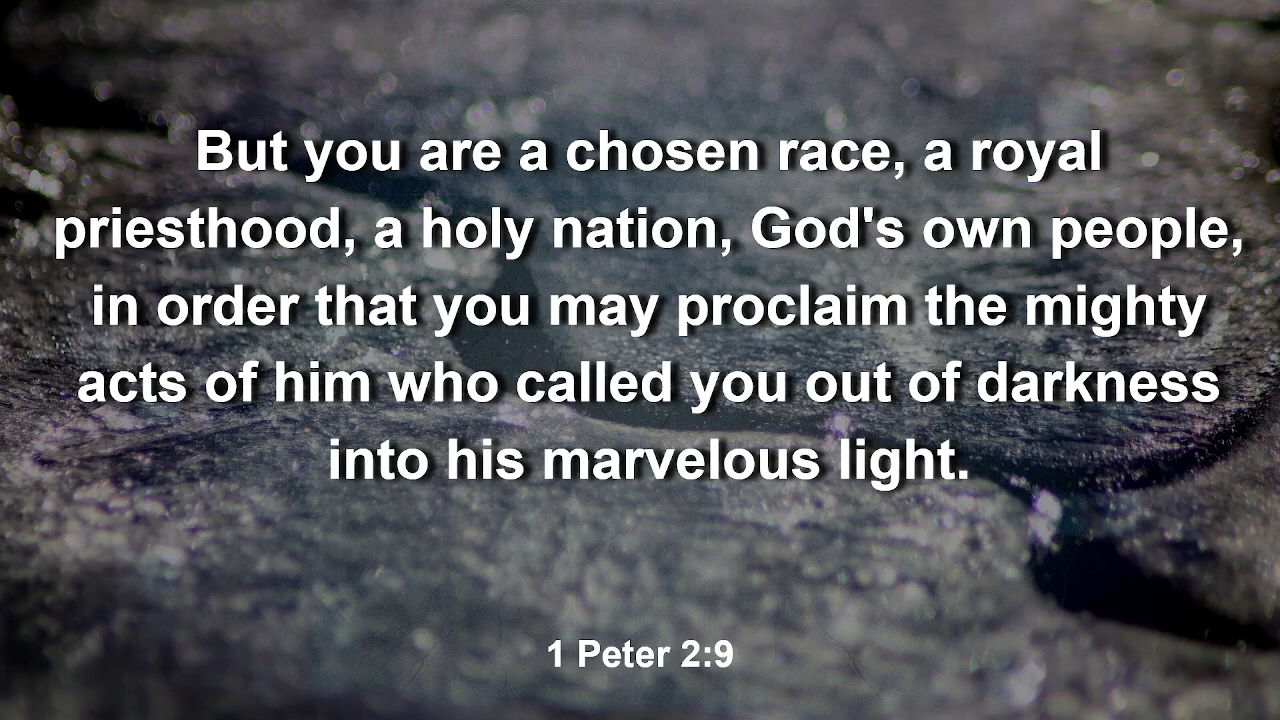 But you are a chosen race, a royal
priesthood, a holy nation, God's own people,
in order that you may proclaim the mighty
acts of him who called you out of darkness
into his marvelous light.
1 Peter 2:9